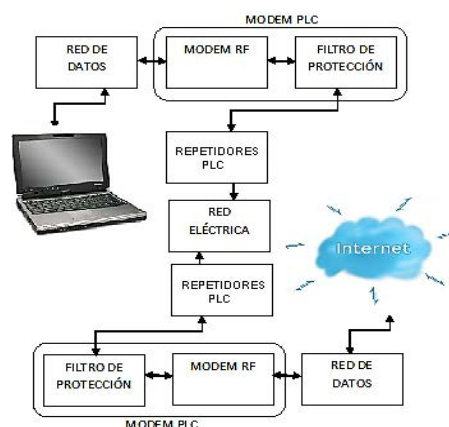 MODEM PLC
RED DE
DATOS
MODEM RF
FILTRO DE
PROTECCIÓN
REPETIDORES
PLC
RED
ELÉCTRICA
Internet
REPETIDORES
PLC
FILTRO DE
PROTECCIÓN
MODEM RF
RED DE
DATOS
MODEM PLC